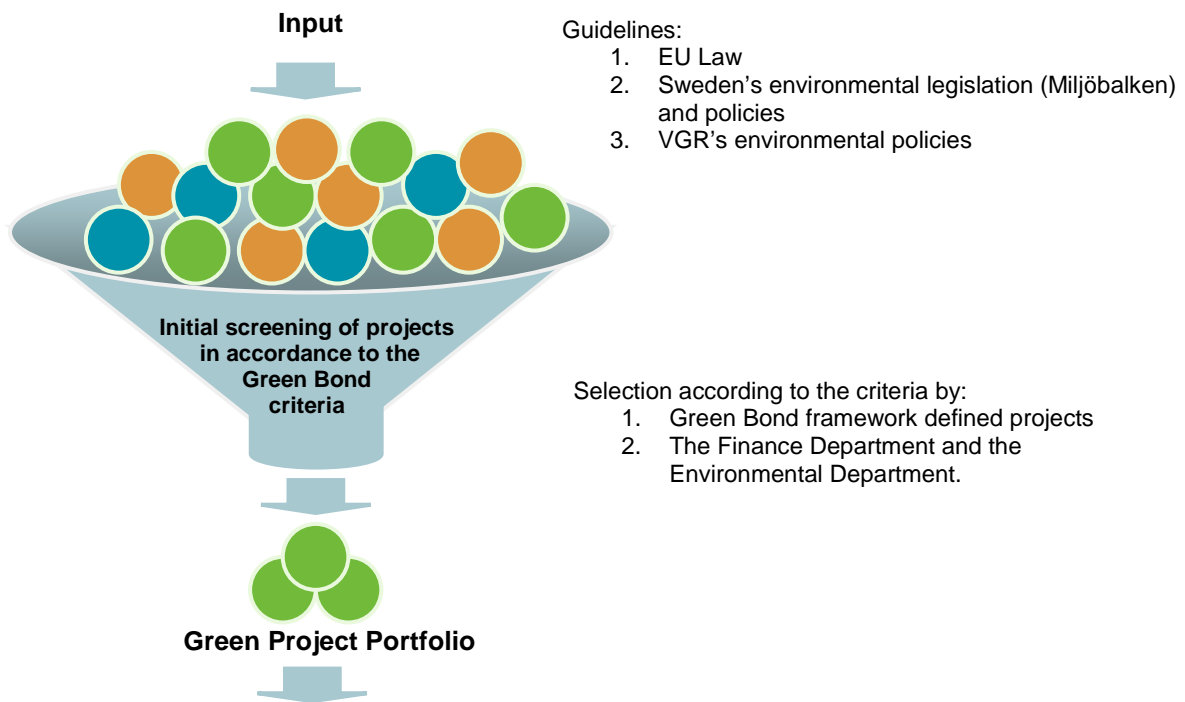 Input
Guidelines:
1. EU Law
2. Sweden's environmental legislation (Miljöbalken)
and policies
3. VGR's environmental policies
Initial screening of projects
in accordance to the
Green Bond
criteria
Selection according to the criteria by:
1. Green Bond framework defined projects
2. The Finance Department and the
Environmental Department.
Green Project Portfolio